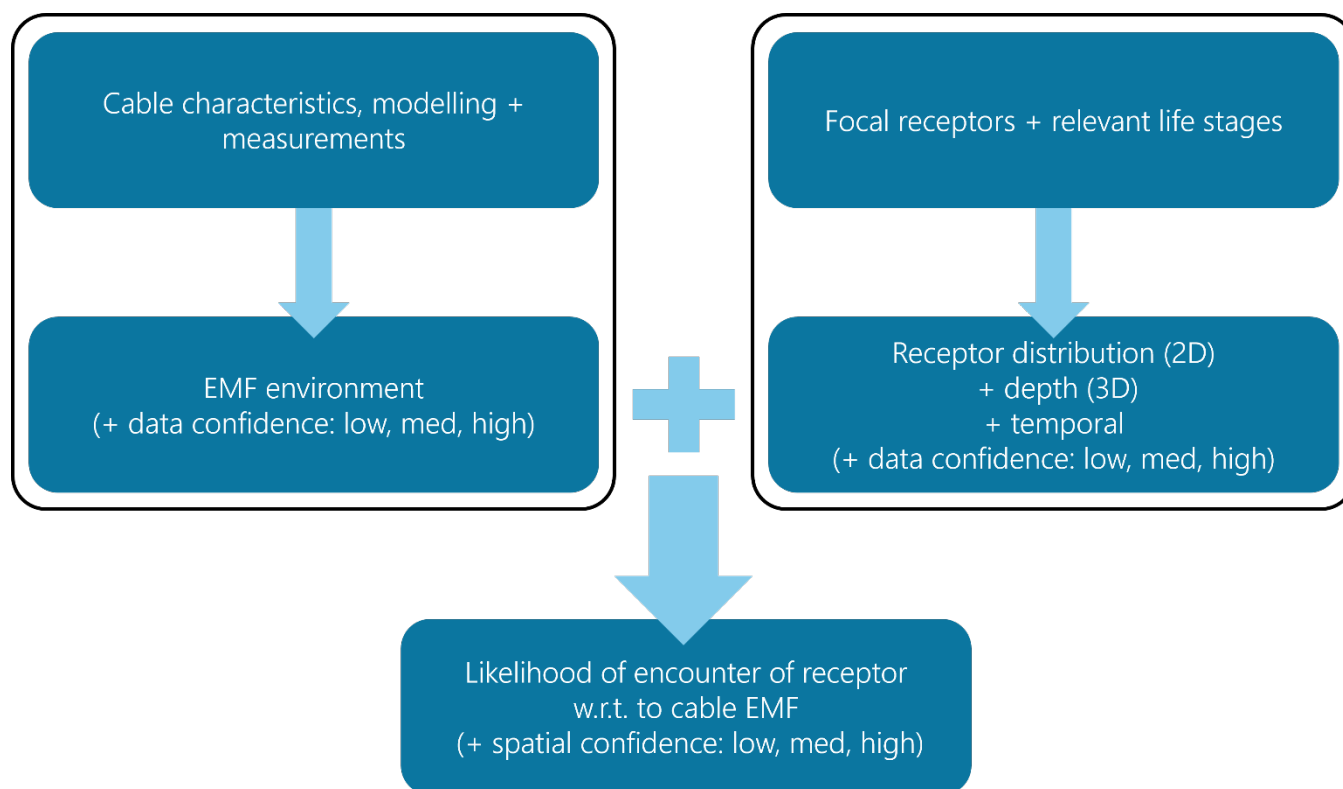 Cable characteristics, modelling +
measurements
EMF environment
(+ data confidence: low, med, high)
Focal receptors + relevant life stages
Receptor distribution (2D)
+ depth (3D)
+ temporal
(+ data confidence: low, med, high)
Likelihood of encounter of receptor
w.r.t. to cable EMF
(+ spatial confidence: low, med, high)